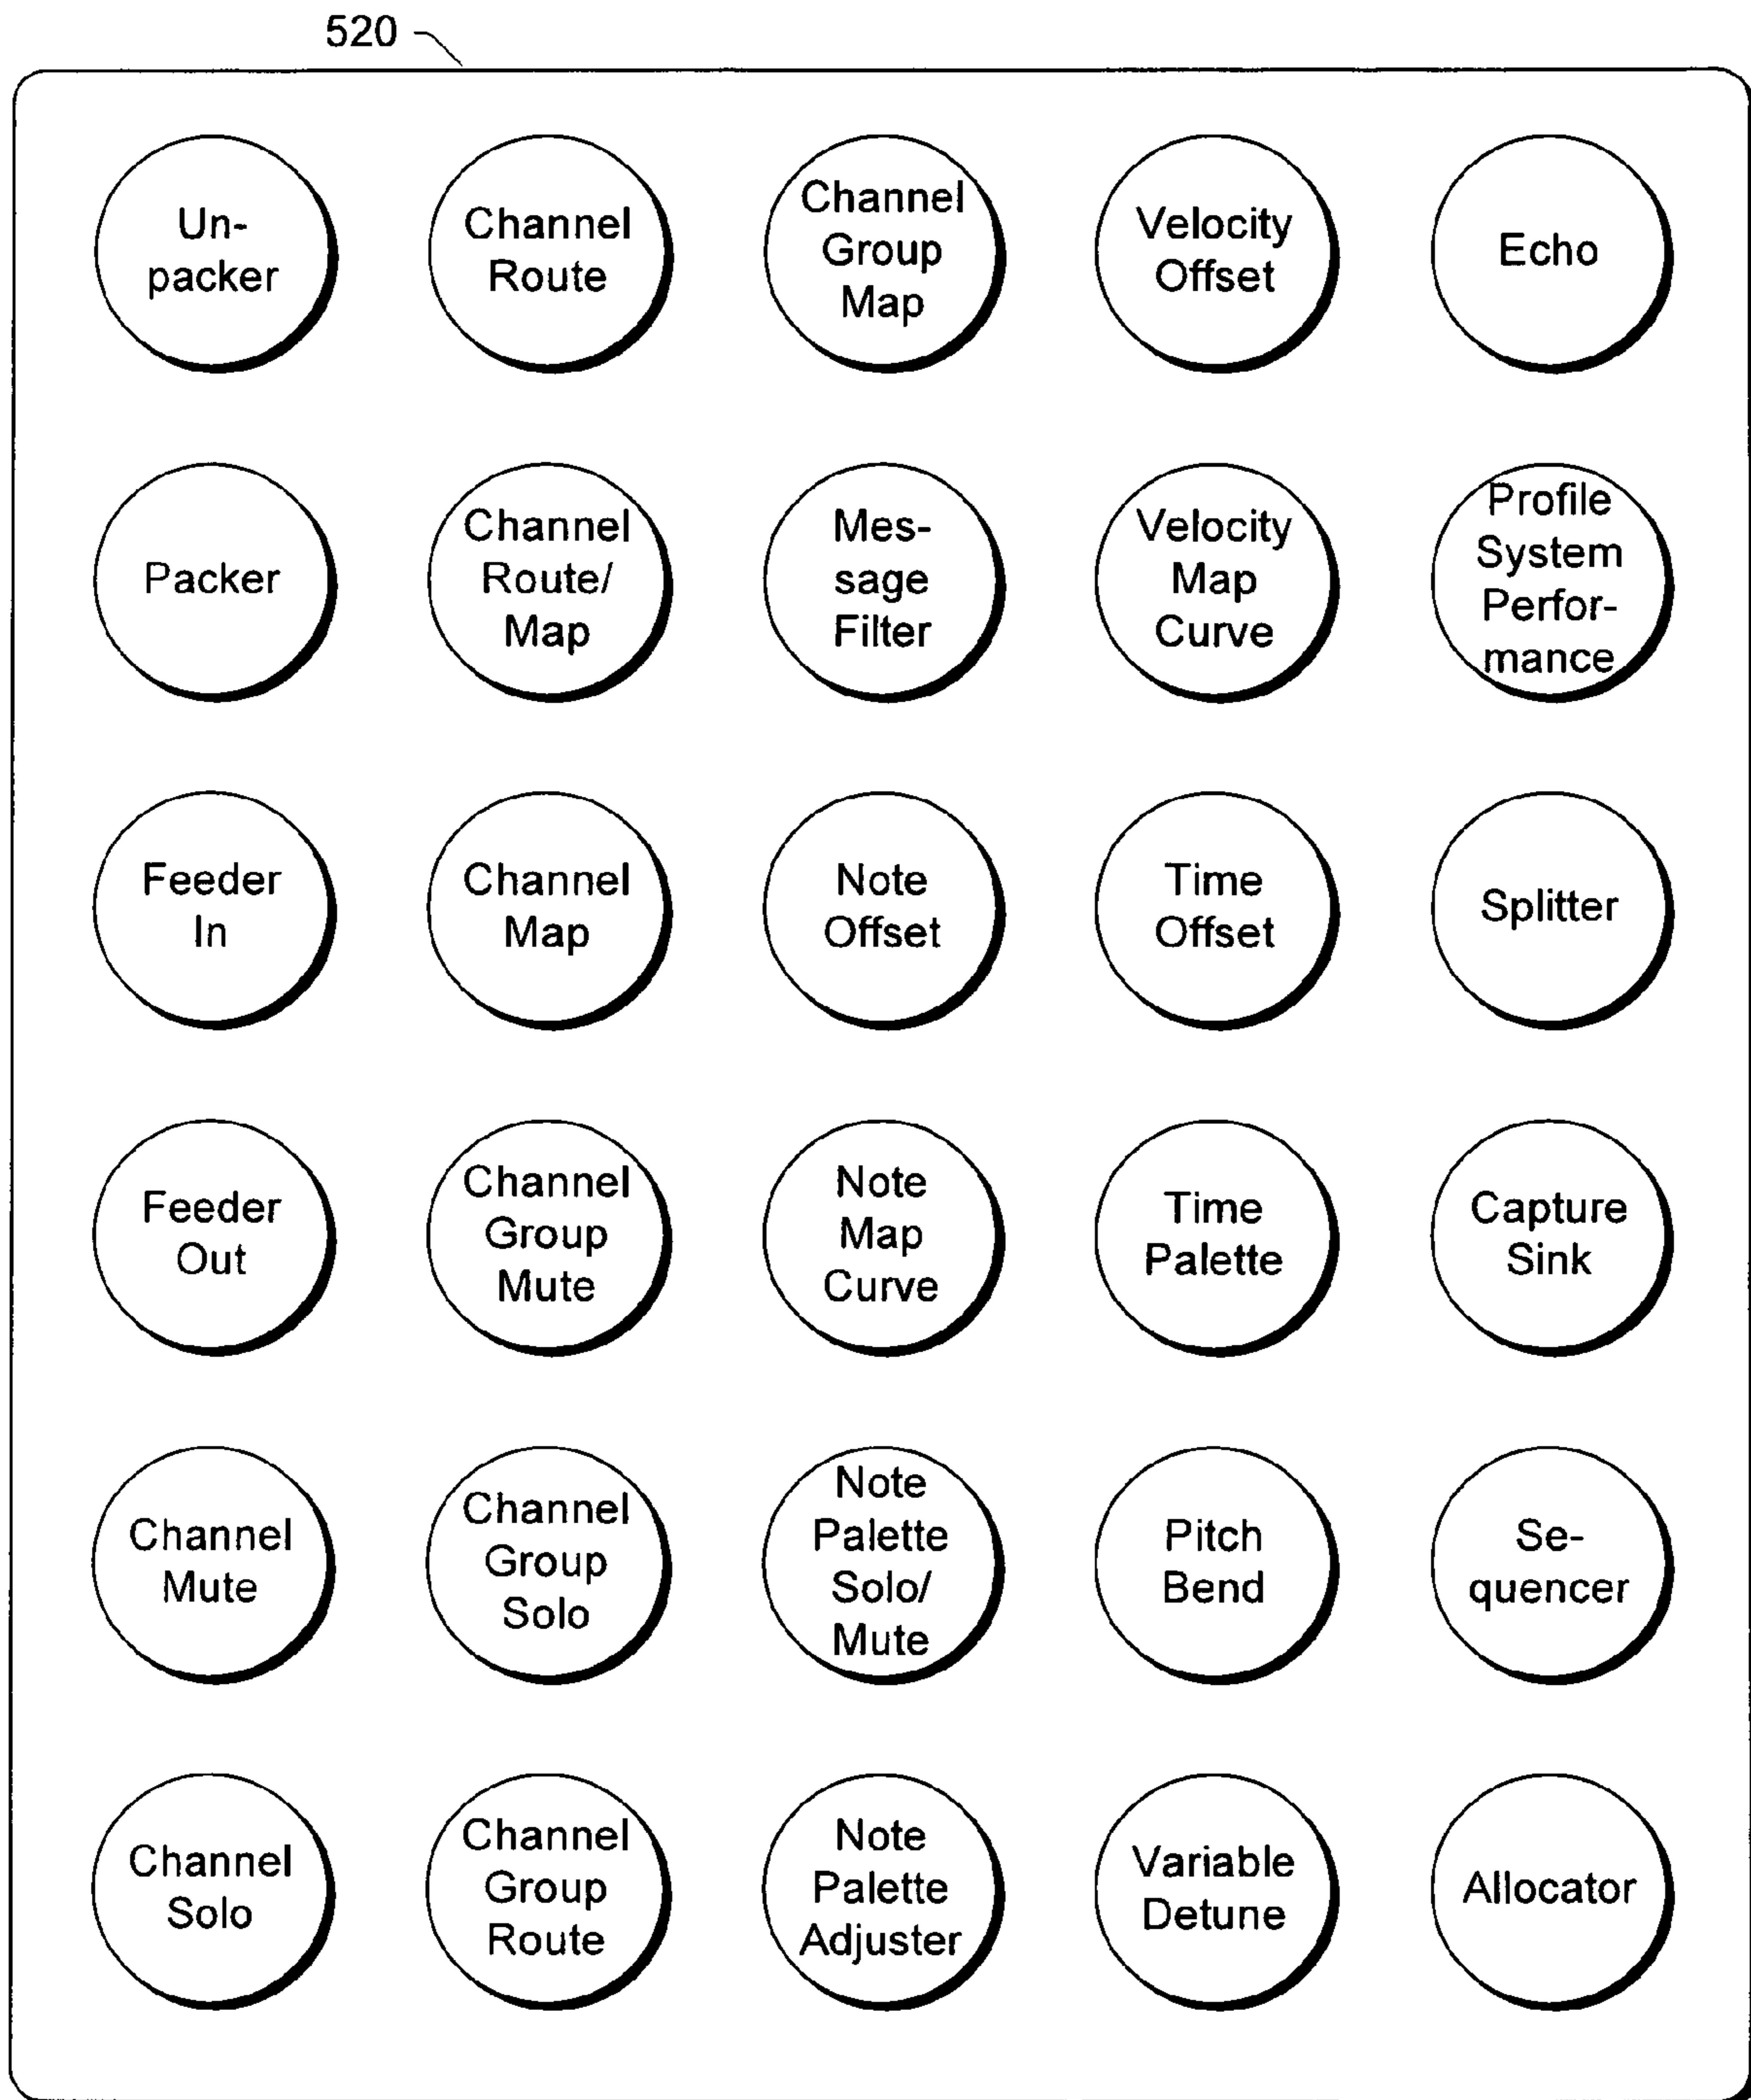 520
Un-
packer
Channel
Route
Channel
Group
Map
Velocity
Offset
Echo
Packer
Channel
Route/
Map
Mes-
sage
Filter
Velocity
Map
Curve
Profile
System
Perfor-
mance
Feeder
In
Channel
Map
Note
Offset
Time
Offset
Splitter
Feeder
Out
Channel
Group
Mute
Note
Map
Curve
Time
Palette
Capture
Sink
Channel
Mute
Channel
Group
Solo
Note
Palette
Solo/
Mute
Pitch
Bend
Se-
quencer
Channel
Solo
Channel
Group
Route
Note
Palette
Adjuster
Variable
Detune
Allocator